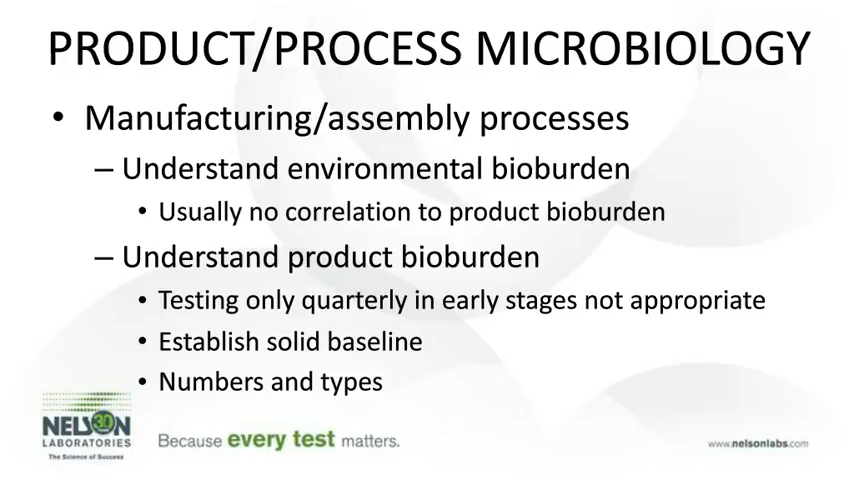 PRODUCT/PROCESS MICROBIOLOGY
• Manufacturing/assembly processes
– Understand environmental bioburden
• Usually no correlation to product bioburden
– Understand product bioburden
• Testing only quarterly in early stages not appropriate
• Establish solid baseline
• Numbers and types
NELSON
LABORATORIES
The Science of Success
Because every test matters.
www.nelsonlabs.com